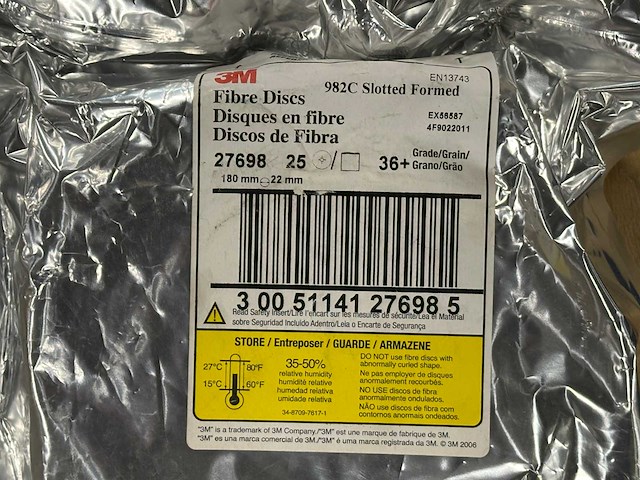 3M
982C Slotted Formed
EN13743
Fibre Discs
Disques en fibre
Discos de Fibra
EX56587
4F9022011
27698 25 / 36+ Grade/Grain/
Grano/Grão
180 mm 22 mm
3 00 51141 27698 5
Read Safety Insert/Lire l'encart sur les mesures de sécurité/Lea el Material
sobre Seguridad Incluido Adentro/Leia o Encarte de Segurança
STORE / Entreposer / GUARDE / ARMAZENE
27°C 80°F
15°C 60°F
35-50%
relative humidity
humidité relative
humedad relativa
umidade relativa
34-8709-7617-1
DO NOT use fibre discs with
abnormally curled shape.
Ne pas employer de disques
anormalement recourbés.
NO USE discos de fibra
anormalmente ondulados.
NÃO use discos de fibra com
contornos anormais ondeados.
"3M" is a trademark of 3M Company./"3M" est une marque de fabrique de 3M.
"3M" es una marca comercial de 3M./"3M" é uma marca registrada da 3M. © 3M 2006